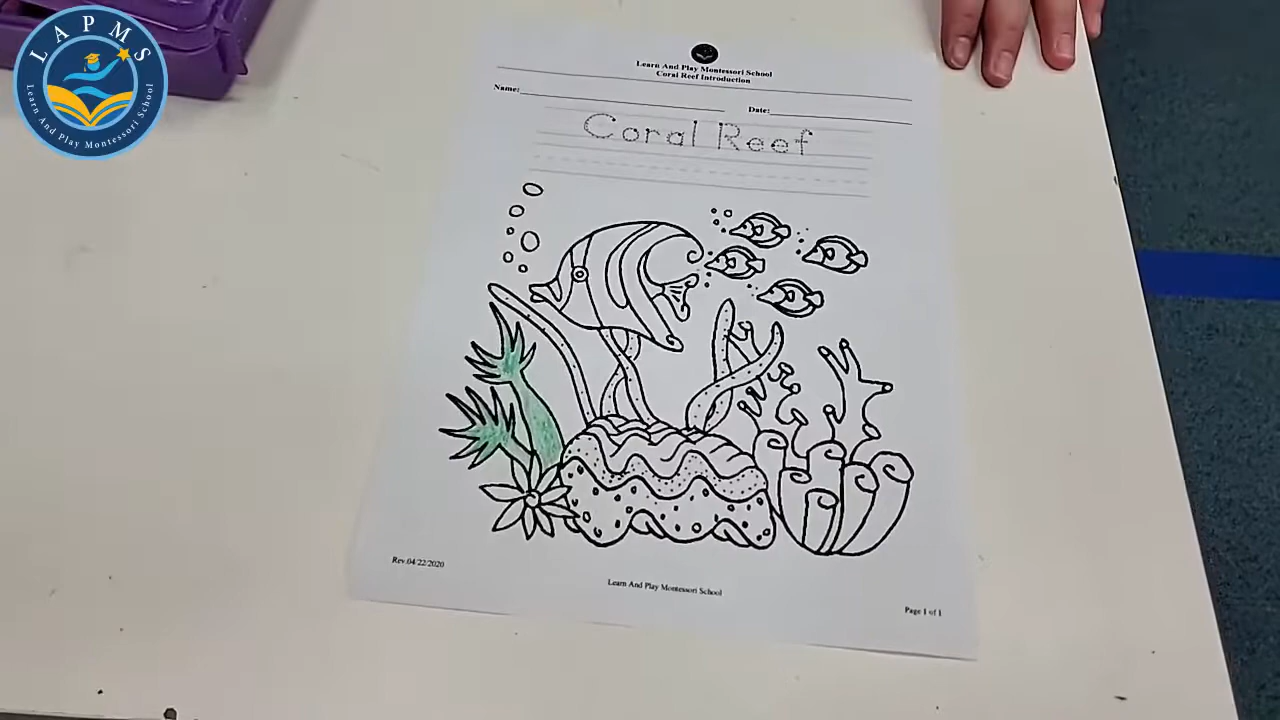 LAPMS
Learn And Play Montessori School
Learn And Play Montessori School
Coral Reef Introduction
Name: Date:
Coral Reef
Rev.04/22/2020
Learn And Play Montessori School
Page 1 of 1